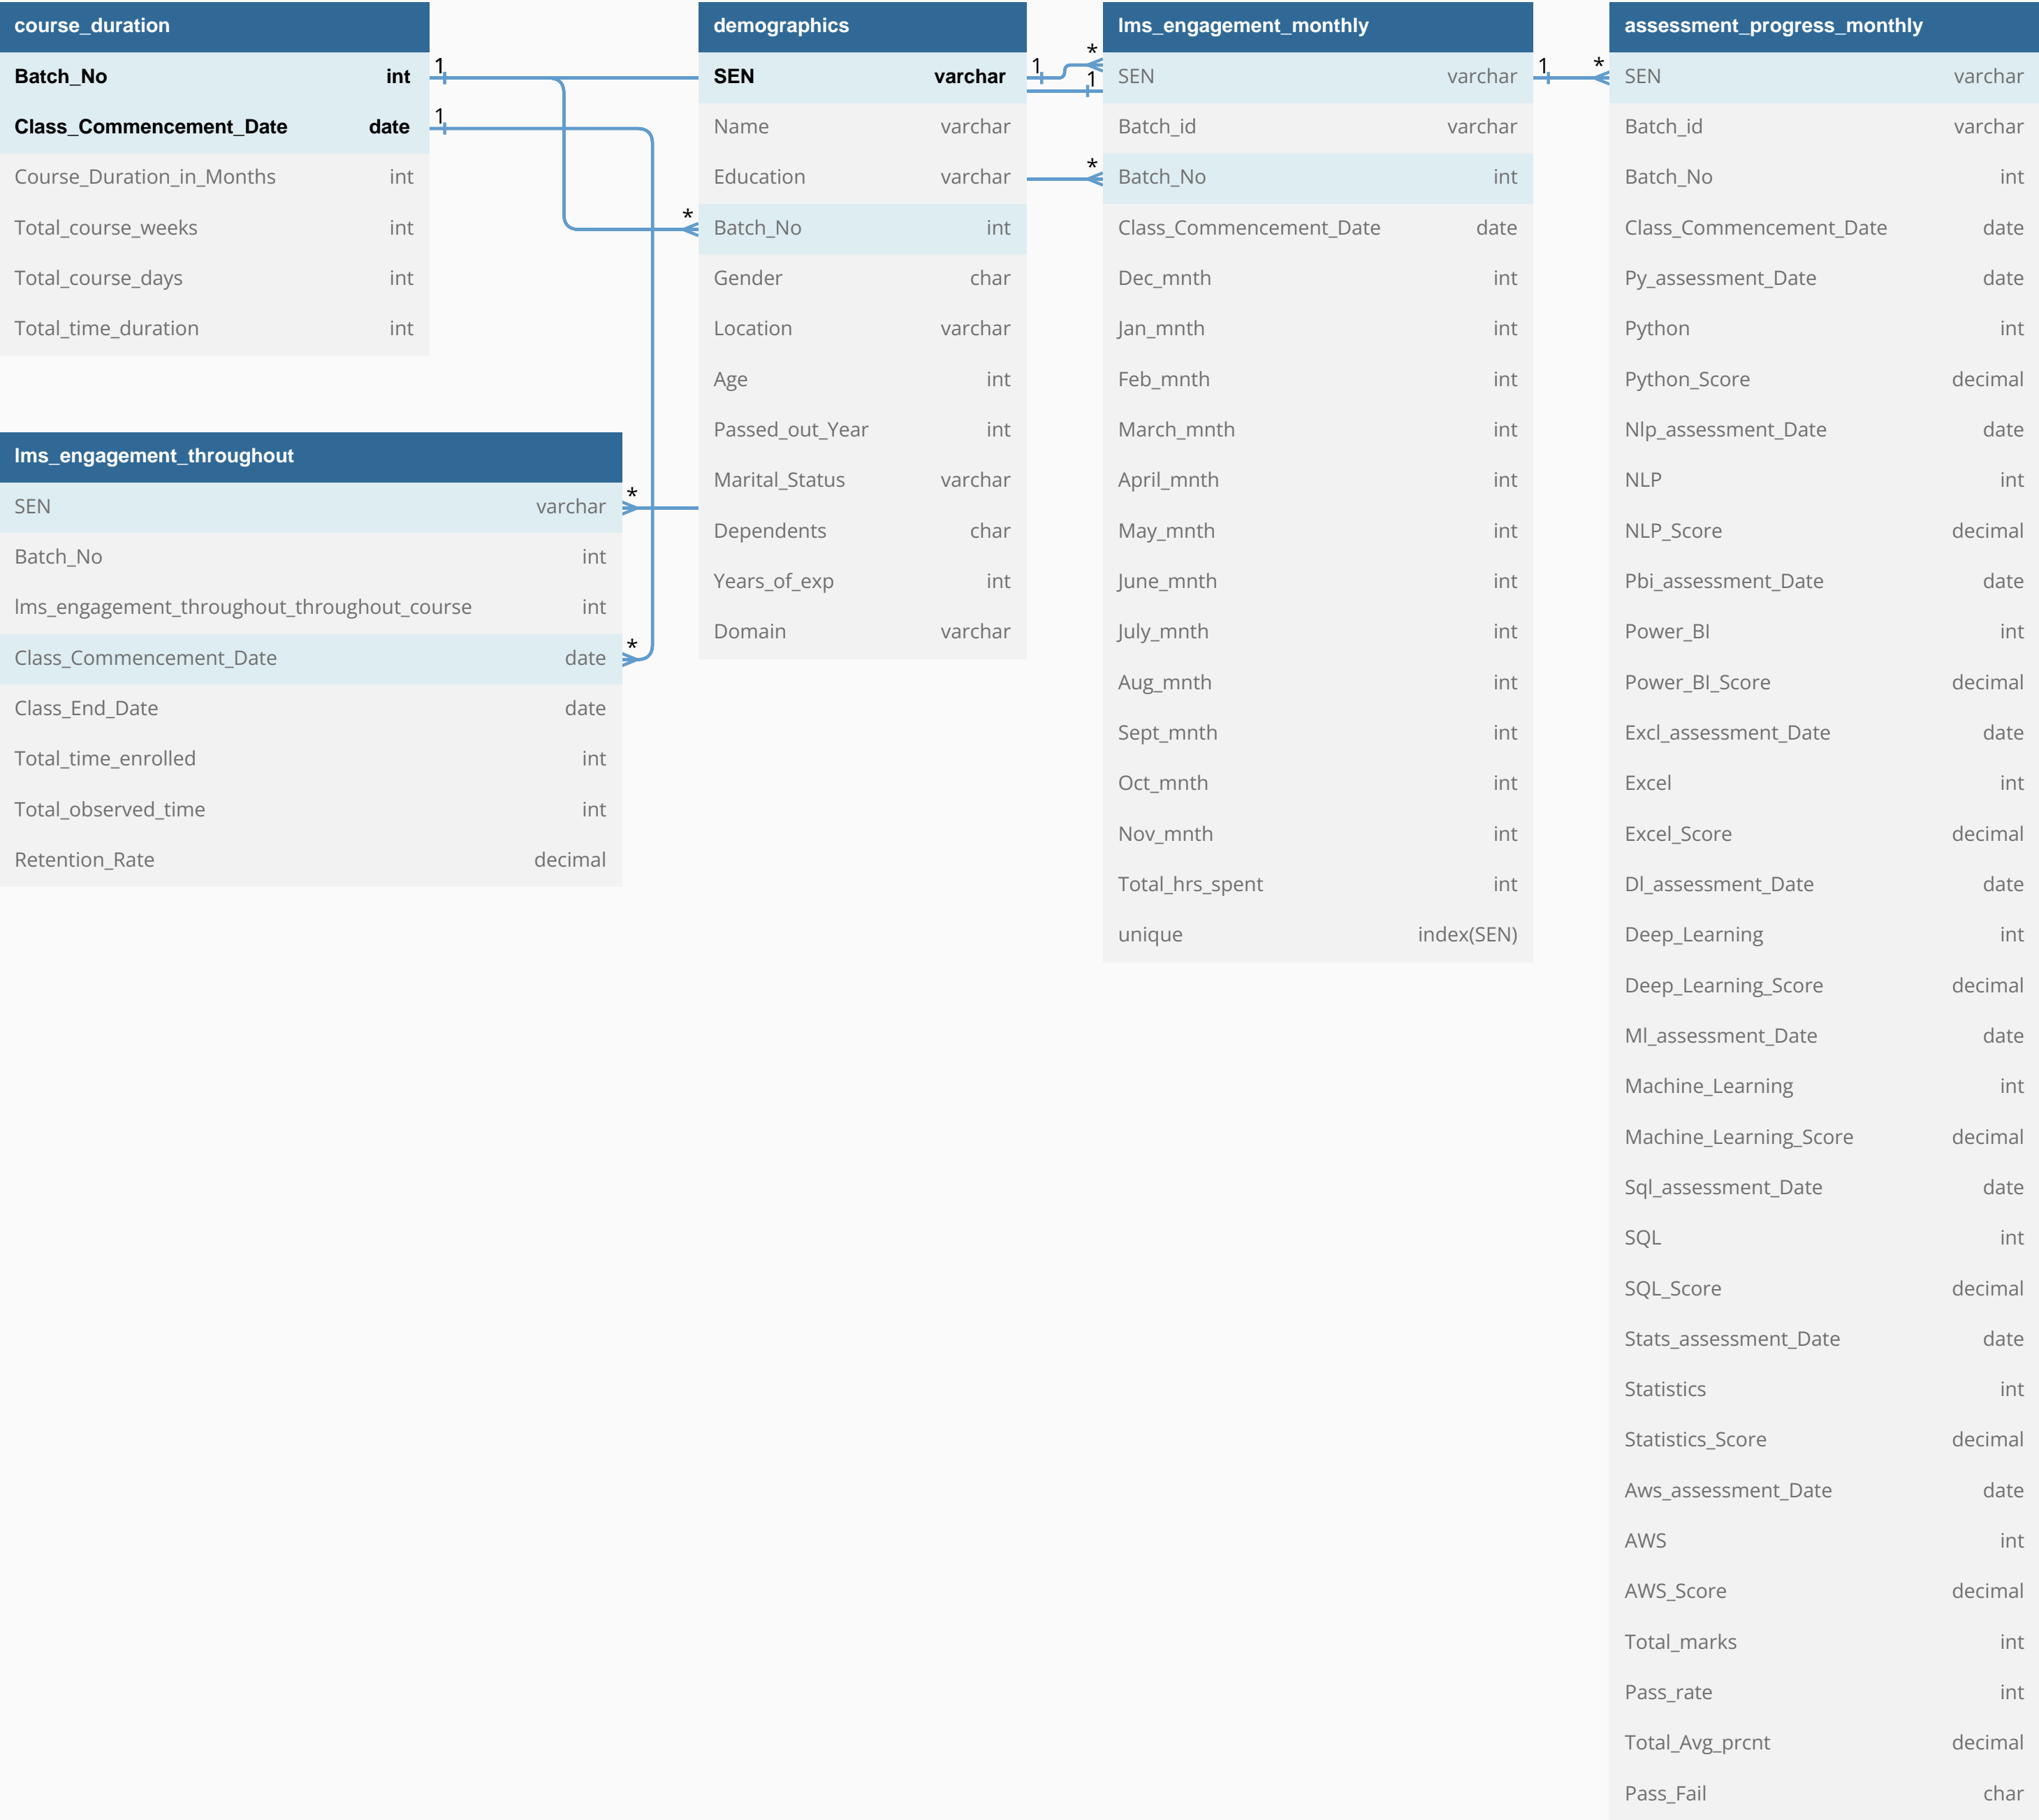 course_duration
Batch_No int
Class_Commencement_Date date
Course_Duration_in_Months int
Total_course_weeks int
Total_course_days int
Total_time_duration int
1
1
lms_engagement_throughout
SEN varchar
Batch_No int
lms_engagement_throughout_throughout_course int
Class_Commencement_Date date
Class_End_Date date
Total_time_enrolled int
Total_observed_time int
Retention_Rate decimal
*
*
*
demographics
SEN varchar
Name varchar
Education varchar
Batch_No int
Gender char
Location varchar
Age int
Passed_out_Year int
Marital_Status varchar
Dependents char
Years_of_exp int
Domain varchar
1
*
1
*
lms_engagement_monthly
SEN varchar
Batch_id varchar
Batch_No int
Class_Commencement_Date date
Dec_mnth int
Jan_mnth int
Feb_mnth int
March_mnth int
April_mnth int
May_mnth int
June_mnth int
July_mnth int
Aug_mnth int
Sept_mnth int
Oct_mnth int
Nov_mnth int
Total_hrs_spent int
unique index(SEN)
1
*
assessment_progress_monthly
SEN varchar
Batch_id varchar
Batch_No int
Class_Commencement_Date date
Py_assessment_Date date
Python int
Python_Score decimal
Nlp_assessment_Date date
NLP int
NLP_Score decimal
Pbi_assessment_Date date
Power_BI int
Power_BI_Score decimal
Excl_assessment_Date date
Excel int
Excel_Score decimal
Dl_assessment_Date date
Deep_Learning int
Deep_Learning_Score decimal
Ml_assessment_Date date
Machine_Learning int
Machine_Learning_Score decimal
Sql_assessment_Date date
SQL int
SQL_Score decimal
Stats_assessment_Date date
Statistics int
Statistics_Score decimal
Aws_assessment_Date date
AWS int
AWS_Score decimal
Total_marks int
Pass_rate int
Total_Avg_prcnt decimal
Pass_Fail char